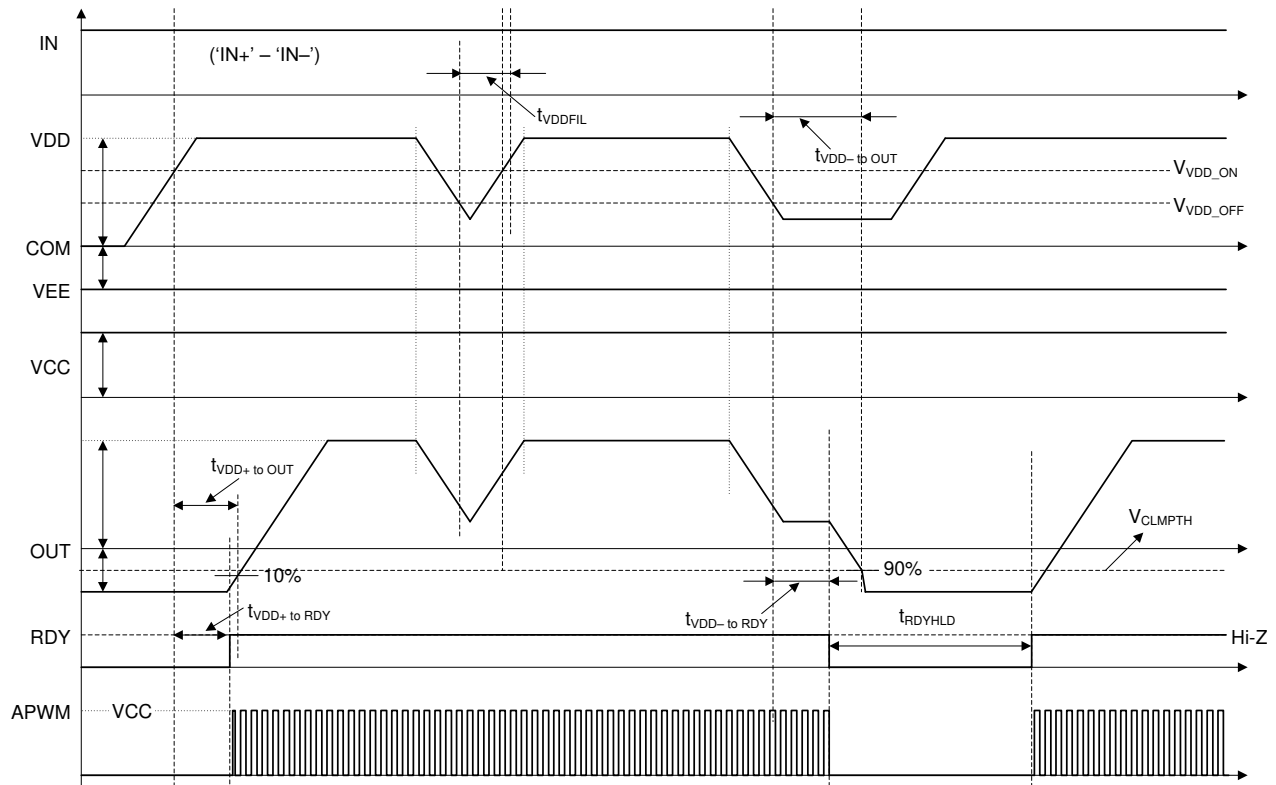 IN
(‘IN+’ – ‘IN–’)
tVDDFIL
VDD
tVDD– to OUT
VVDD_ON
VVDD_OFF
COM
VEE
VCC
tVDD+ to OUT
VCLMPTH
OUT
10%
90%
tVDD+ to RDY
tVDD– to RDY
tRDYHLD
RDY
Hi-Z
APWM
VCC